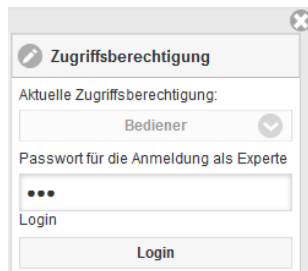 Zugriffsberechtigung
Aktuelle Zugriffsberechtigung:
Bediener
Passwort für die Anmeldung als Experte
•••
Login
Login